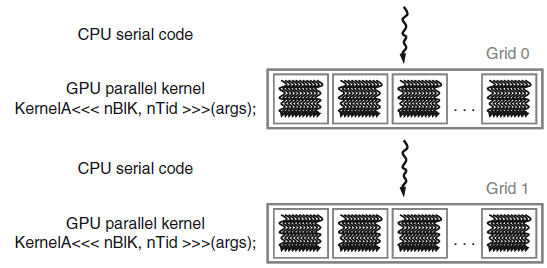 CPU serial code
Grid 0
GPU parallel kernel
KernelA<<< nBlK, nTid >>>(args);
. . .
CPU serial code
Grid 1
GPU parallel kernel
KernelA<<< nBlK, nTid >>>(args);
. . .